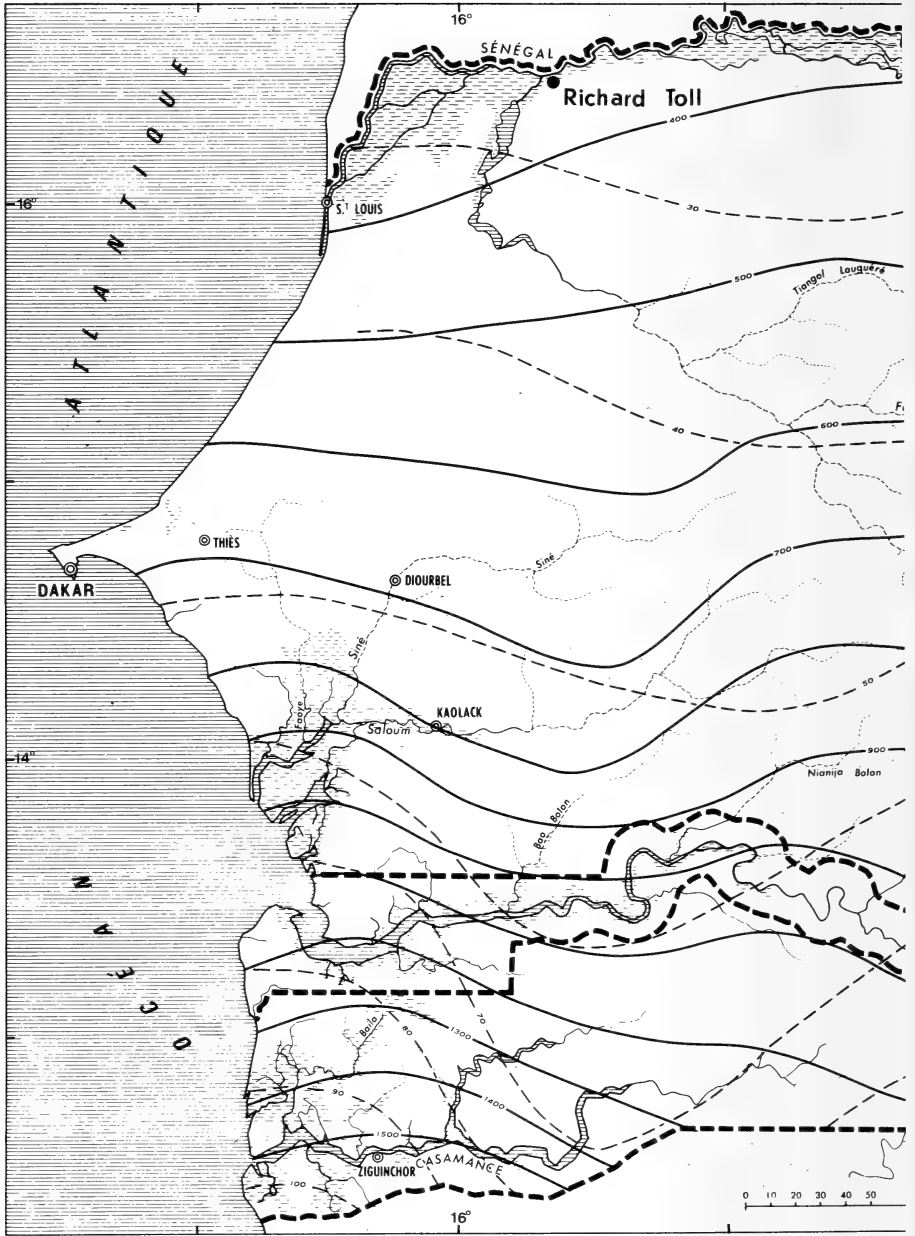 16°
SÉNÉGAL
Richard Toll
400
16°
S.T LOUIS
30
500
Tiangol Louguéré
ATLANTIQUE
40
600
F
THIÈS
Siné
700
DAKAR
DIOURBEL
Siné
50
Faoye
KAOLACK
Saloum
14°
900
Nianija Bolon
Bao Bolon
OCÉAN
Baila
80
70
1300
90
1400
1500
ZIGUINCHOR
CASAMANCE
100
0 10 20 30 40 50
16°